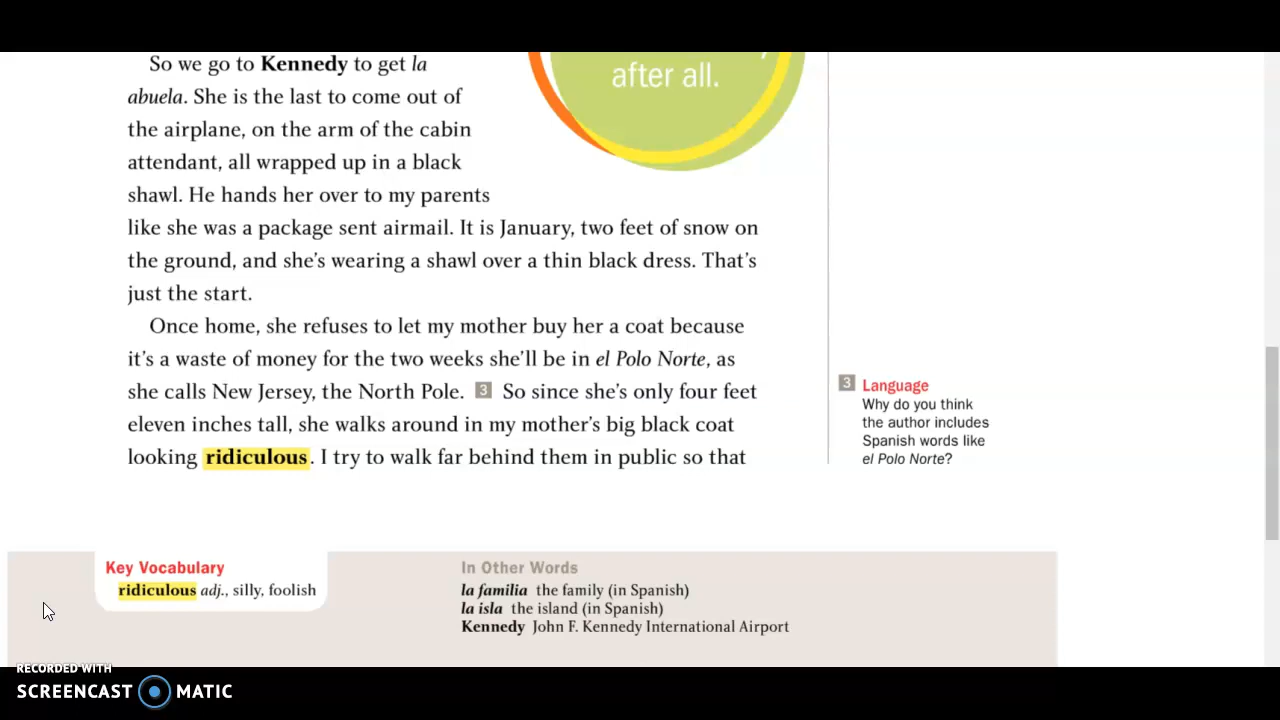 So we go to Kennedy to get la
abuela. She is the last to come out of
the airplane, on the arm of the cabin
attendant, all wrapped up in a black
shawl. He hands her over to my parents
like she was a package sent airmail. It is January, two feet of snow on
the ground, and she's wearing a shawl over a thin black dress. That's
just the start.
Once home, she refuses to let my mother buy her a coat because
it's a waste of money for the two weeks she'll be in el Polo Norte, as
she calls New Jersey, the North Pole. 3 So since she's only four feet
eleven inches tall, she walks around in my mother's big black coat
looking ridiculous. I try to walk far behind them in public so that
after all.
3 Language
Why do you think
the author includes
Spanish words like
el Polo Norte?
Key Vocabulary
ridiculous adj., silly, foolish
In Other Words
la familia the family (in Spanish)
la isla the island (in Spanish)
Kennedy John F. Kennedy International Airport
RECORDED WITH
SCREENCAST MATIC